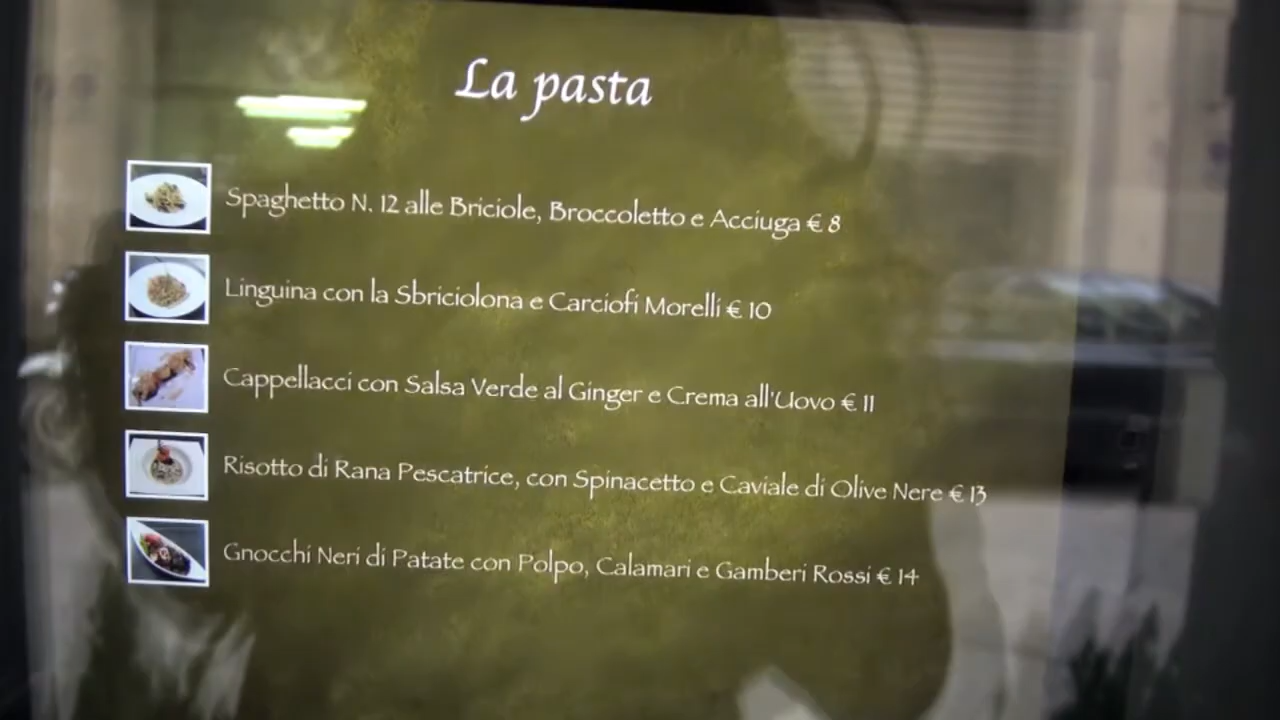 La pasta
Spaghetto N. 12 alle Briciole, Broccoletto e Acciuga € 8
Linguina con la Sbriciolona e Carciofi Morelli € 10
Cappellacci con Salsa Verde al Ginger e Crema all'Uovo € 11
Risotto di Rana Pescatrice, con Spinacetto e Caviale di Olive Nere € 13
Gnocchi Neri di Patate con Polpo, Calamari e Gamberi Rossi € 14